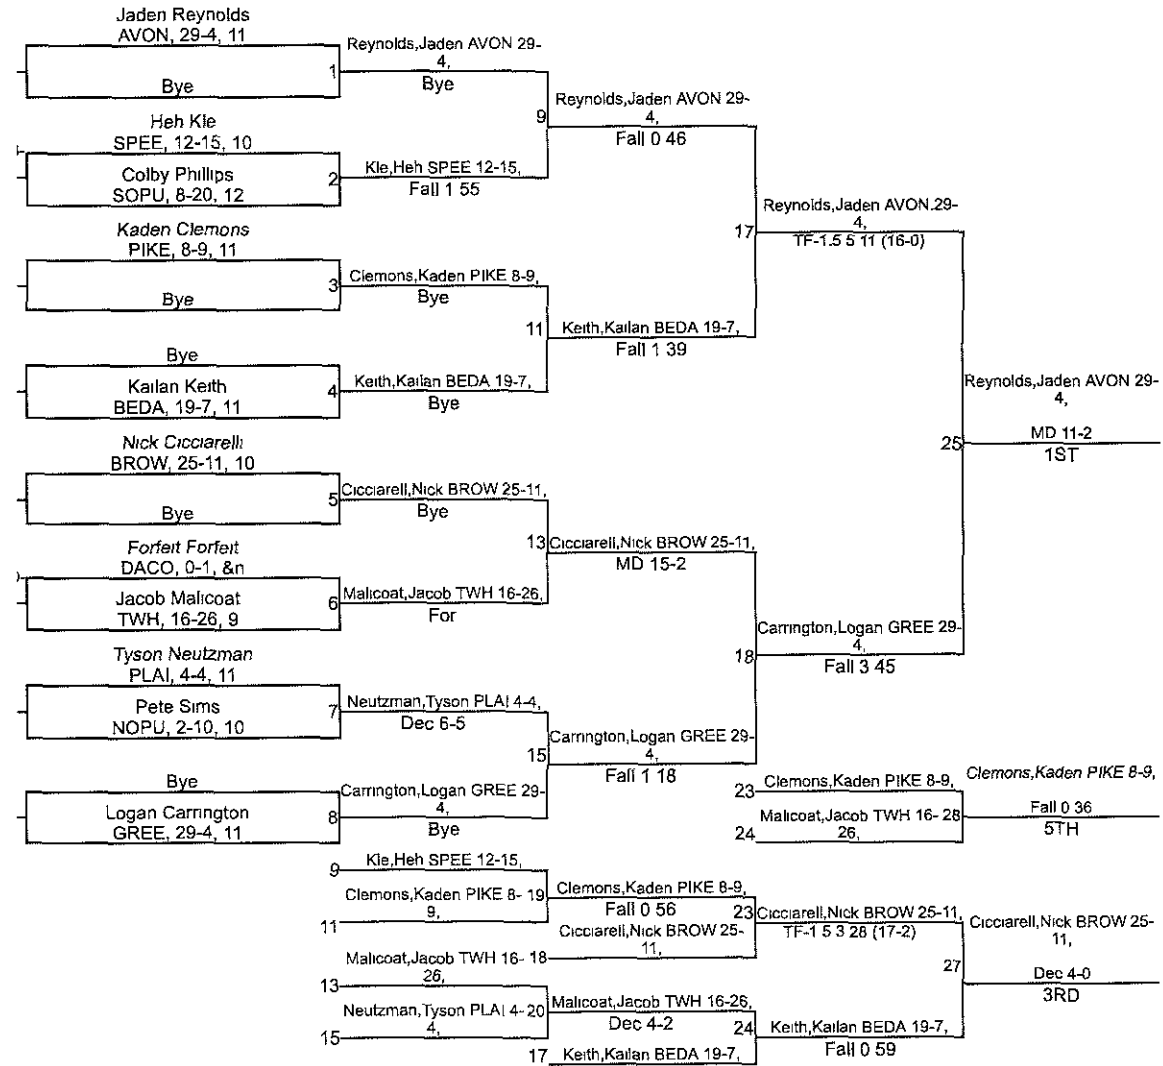 Jaden Reynolds
AVON, 29-4, 11
1
Bye
Heh Kle
SPEE, 12-15, 10
2
Colby Phillips
SOPU, 8-20, 12
Kaden Clemons
PIKE, 8-9, 11
3
Bye
Bye
4
Kailan Keith
BEDA, 19-7, 11
Nick Cicciarelli
BROW, 25-11, 10
5
Bye
Forfeit Forfeit
DACO, 0-1, &n
6
Jacob Malicoat
TWH, 16-26, 9
Tyson Neutzman
PLAI, 4-4, 11
7
Pete Sims
NOPU, 2-10, 10
Bye
8
Logan Carrington
GREE, 29-4, 11
Reynolds,Jaden AVON 29-
4,
Bye
9
Kle,Heh SPEE 12-15,
Fall 1 55
Clemons,Kaden PIKE 8-9,
Bye
11
Keith,Kailan BEDA 19-7,
Bye
Cicciarell,Nick BROW 25-11,
Bye
13
Malicoat,Jacob TWH 16-26,
For
Neutzman,Tyson PLAI 4-4,
Dec 6-5
15
Carrington,Logan GREE 29-
4,
Bye
Reynolds,Jaden AVON 29-
4,
Fall 0 46
17
Keith,Kailan BEDA 19-7,
Fall 1 39
Cicciarell,Nick BROW 25-11,
MD 15-2
18
Carrington,Logan GREE 29-
4,
Fall 1 18
Reynolds,Jaden AVON.29-
4,
TF-1.5 5 11 (16-0)
25
Carrington,Logan GREE 29-
4,
Fall 3 45
Reynolds,Jaden AVON 29-
4,
MD 11-2
1ST
23
Clemons,Kaden PIKE 8-9,
24
Malicoat,Jacob TWH 16-
26,
28
Clemons,Kaden PIKE 8-9,
Fall 0 36
5TH
9
Kle,Heh SPEE 12-15,
11
Clemons,Kaden PIKE 8-
9,
19
Clemons,Kaden PIKE 8-9,
Fall 0 56
18
Cicciarell,Nick BROW 25-
11,
23
Cicciarell,Nick BROW 25-11,
TF-1 5 3 28 (17-2)
13
Malicoat,Jacob TWH 16-
26,
15
Neutzman,Tyson PLAI 4-
4,
20
Malicoat,Jacob TWH 16-26,
Dec 4-2
17
Keith,Kailan BEDA 19-7,
24
Keith,Kailan BEDA 19-7,
Fall 0 59
27
Cicciarell,Nick BROW 25-
11,
Dec 4-0
3RD